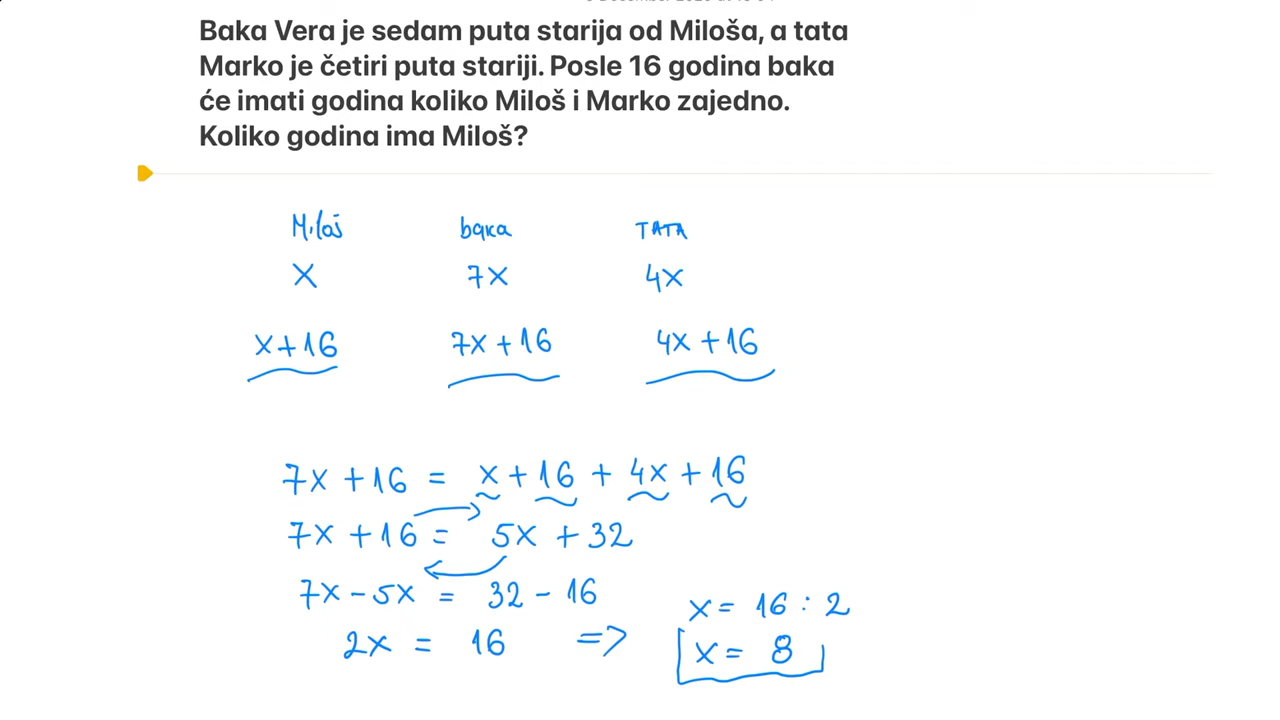 Baka Vera je sedam puta starija od Miloša, a tata
Marko je četiri puta stariji. Posle 16 godina baka
će imati godina koliko Miloš i Marko zajedno.
Koliko godina ima Miloš?
Miloš baka TATA
X 7X 4X
x+16 7x+16 4x+16
7x+16 = x+16 + 4x+16
7x+16 = 5x+32
7x-5x = 32-16
x= 16 : 2
2x = 16 =>
x= 8